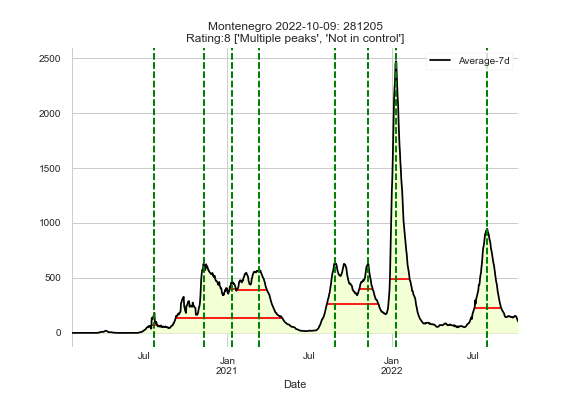 Montenegro 2022-10-09: 281205
Rating:8 ['Multiple peaks', 'Not in control']
Average-7d
2500
2000
1500
1000
500
0
Jul
Jan
2021
Jul
Jan
2022
Jul
Date